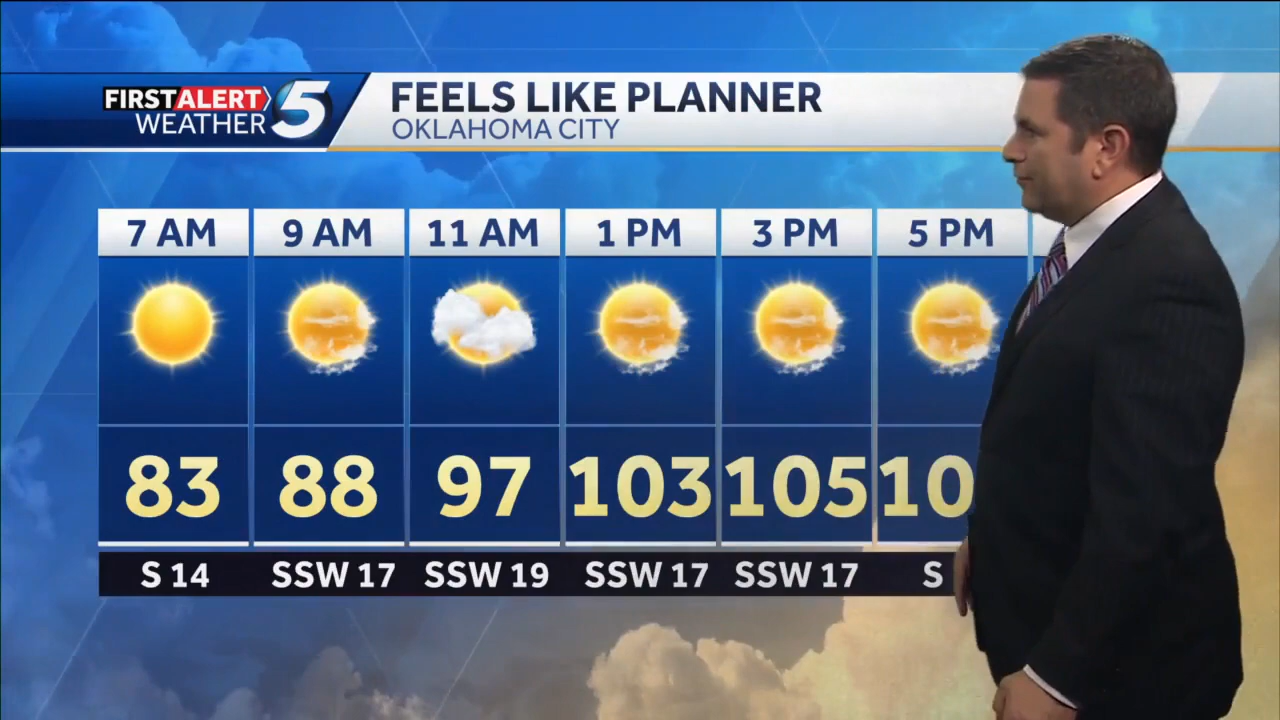 FIRST ALERT
WEATHER 5
FEELS LIKE PLANNER
OKLAHOMA CITY
7 AM 9 AM 11 AM 1 PM 3 PM 5 PM
83 88 97 103 105
S 14 SSW 17 SSW 19 SSW 17 SSW 17 S